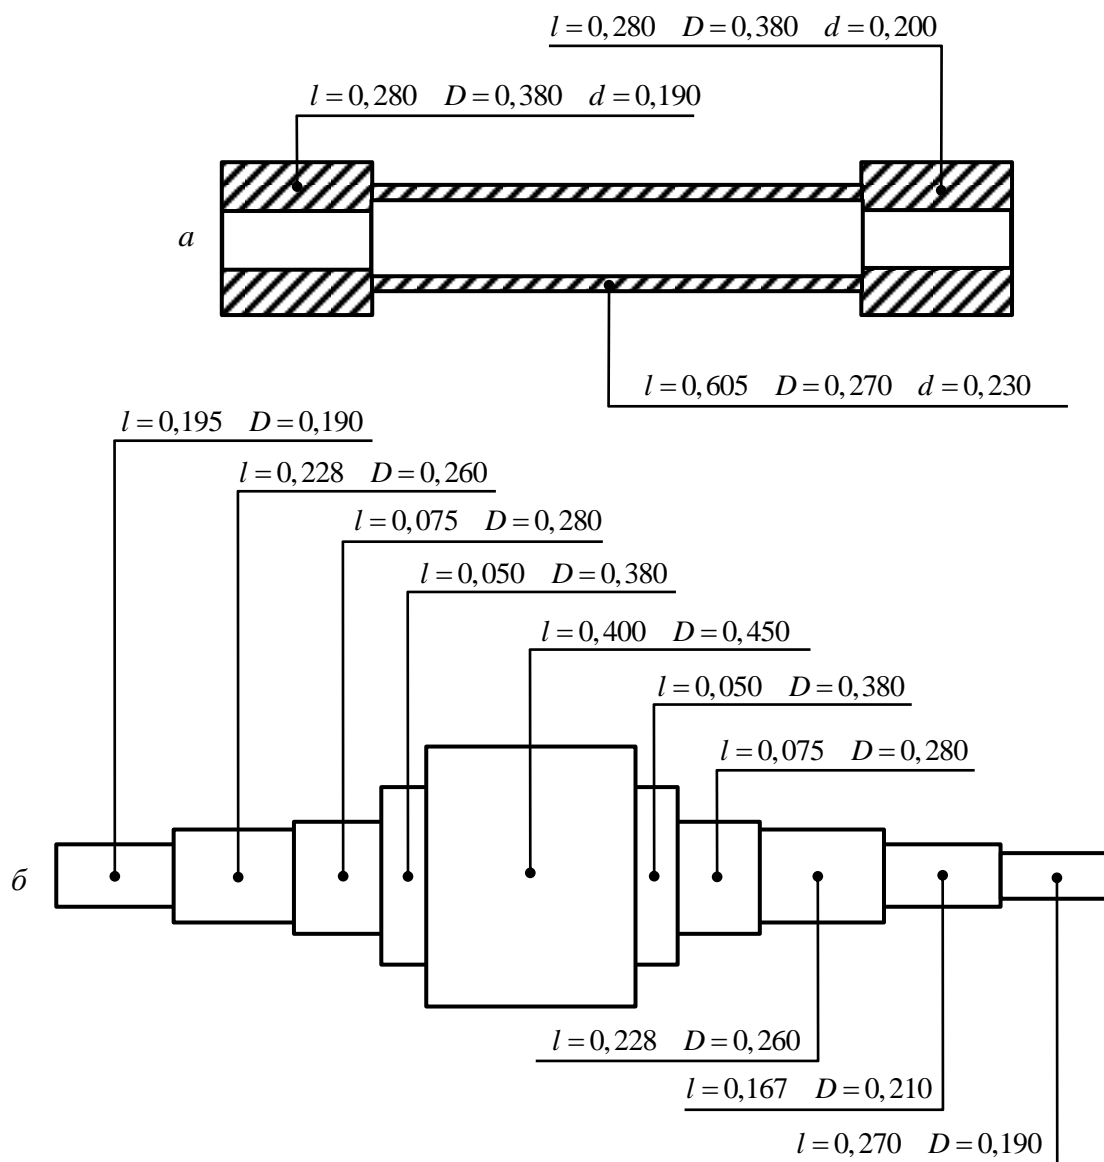 l = 0,280 D = 0,380 d = 0,200
l = 0,280 D = 0,380 d = 0,190
а
l = 0,605 D = 0,270 d = 0,230
l = 0,195 D = 0,190
l = 0,228 D = 0,260
l = 0,075 D = 0,280
l = 0,050 D = 0,380
l = 0,400 D = 0,450
l = 0,050 D = 0,380
l = 0,075 D = 0,280
б
l = 0,228 D = 0,260
l = 0,167 D = 0,210
l = 0,270 D = 0,190